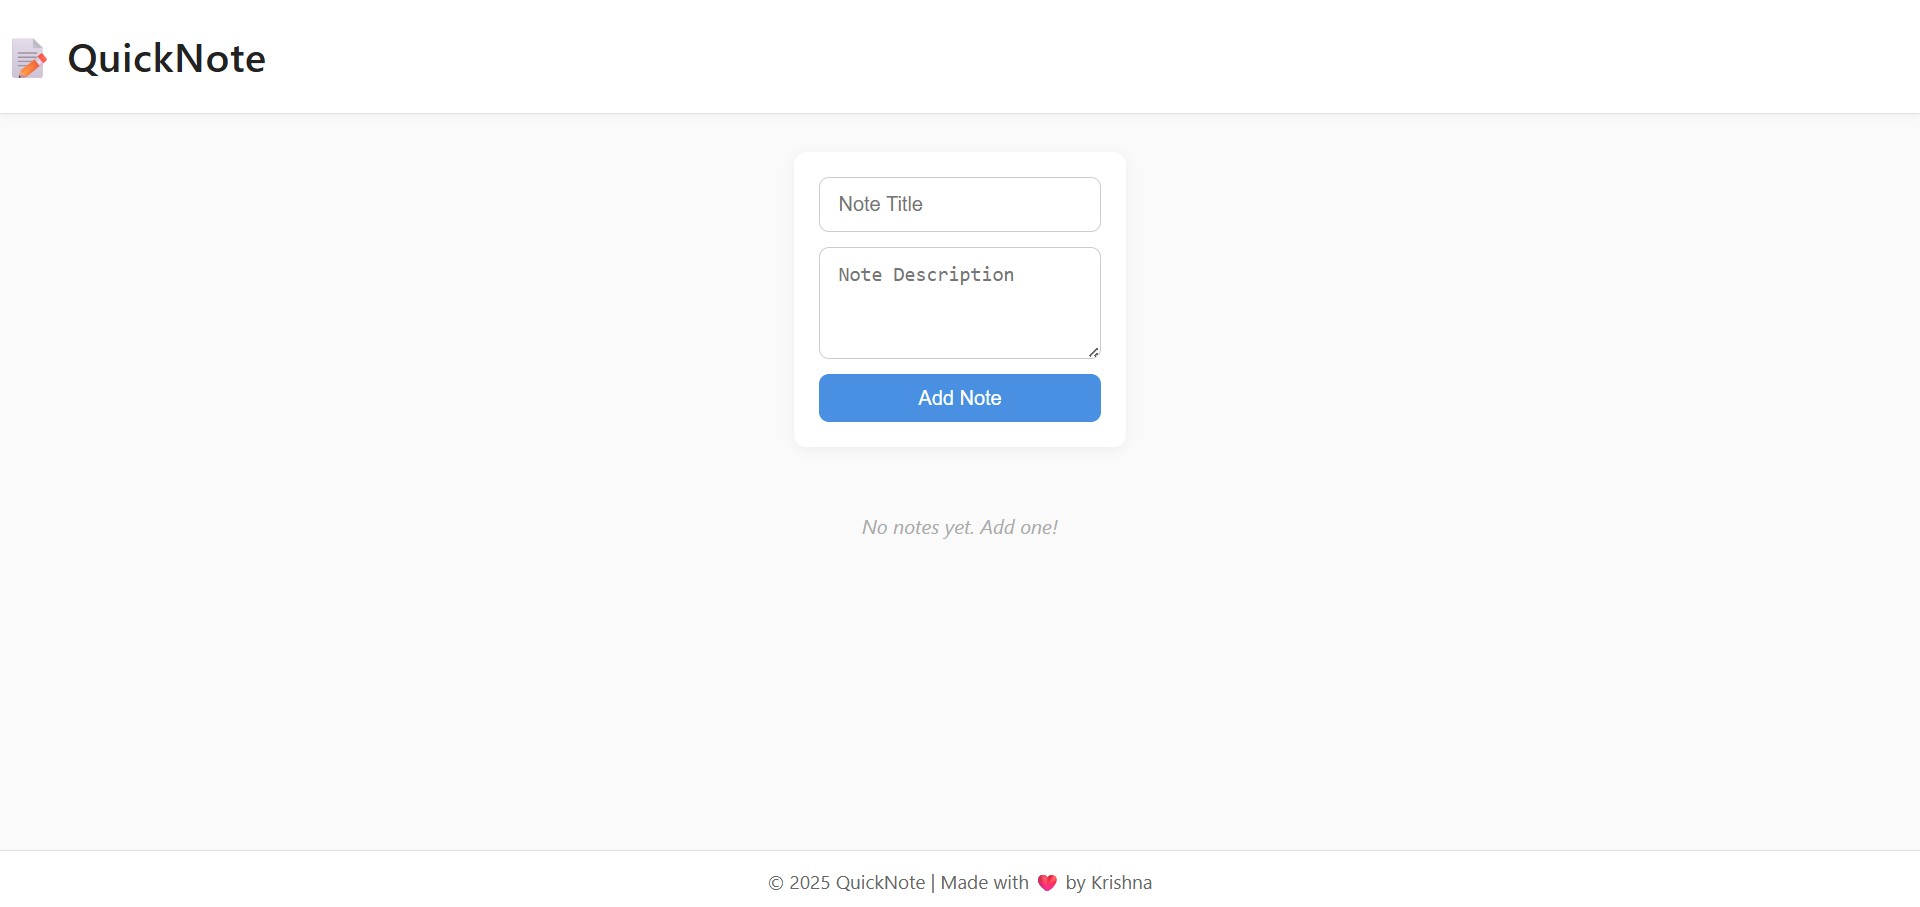 QuickNote
Note Title
Note Description
Add Note
No notes yet. Add one!
© 2025 QuickNote | Made with ❤️ by Krishna